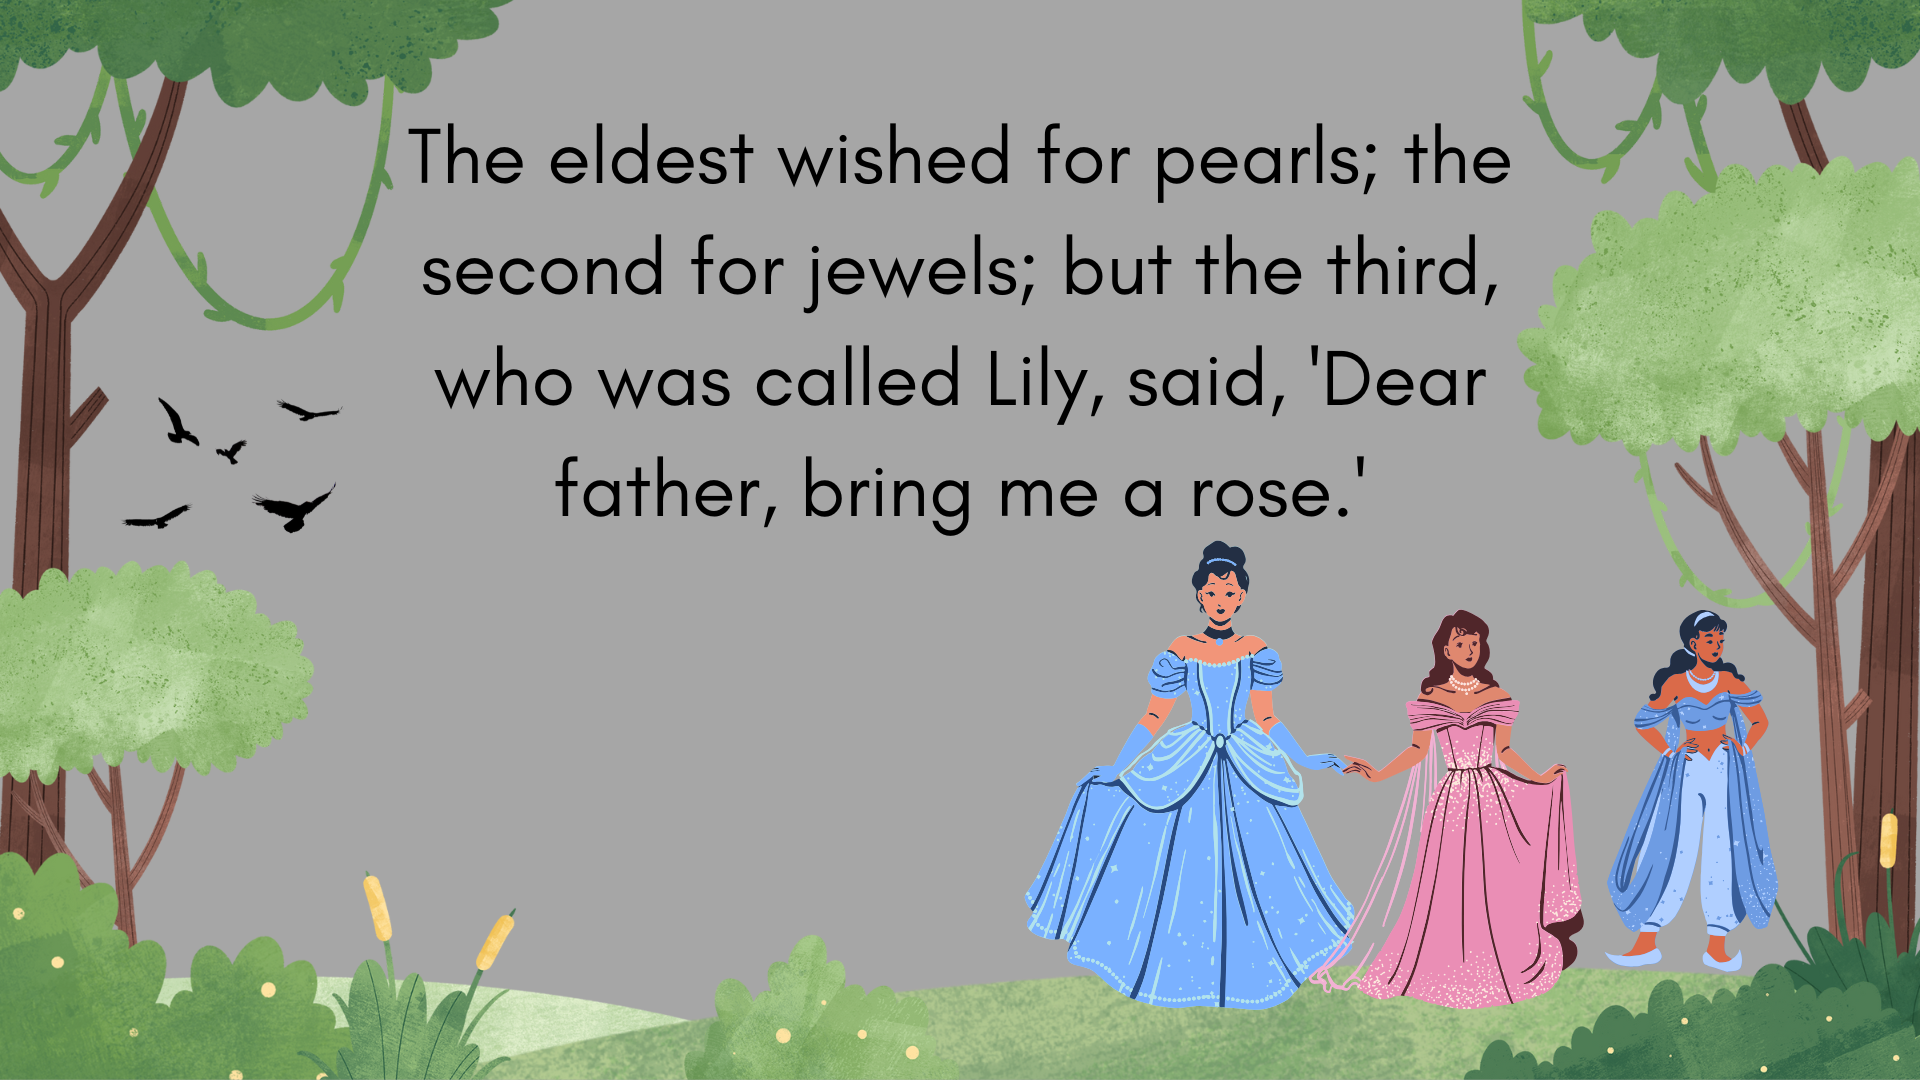 The eldest wished for pearls; the
second for jewels; but the third,
who was called Lily, said, 'Dear
father, bring me a rose.'